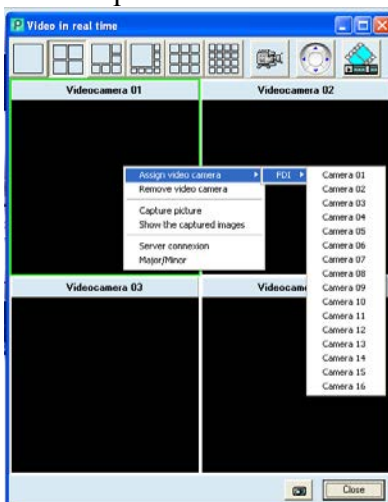 Video in real time
Videocamera 01
Videocamera 02
Assign video camera
Remove video camera
Capture picture
Show the captured images
Server connexion
Major/Minor
FDI
Camera 01
Camera 02
Camera 03
Camera 04
Camera 05
Camera 06
Camera 07
Camera 08
Camera 09
Camera 10
Camera 11
Camera 12
Camera 13
Camera 14
Camera 15
Camera 16
Videocamera 03
Videocame
Close